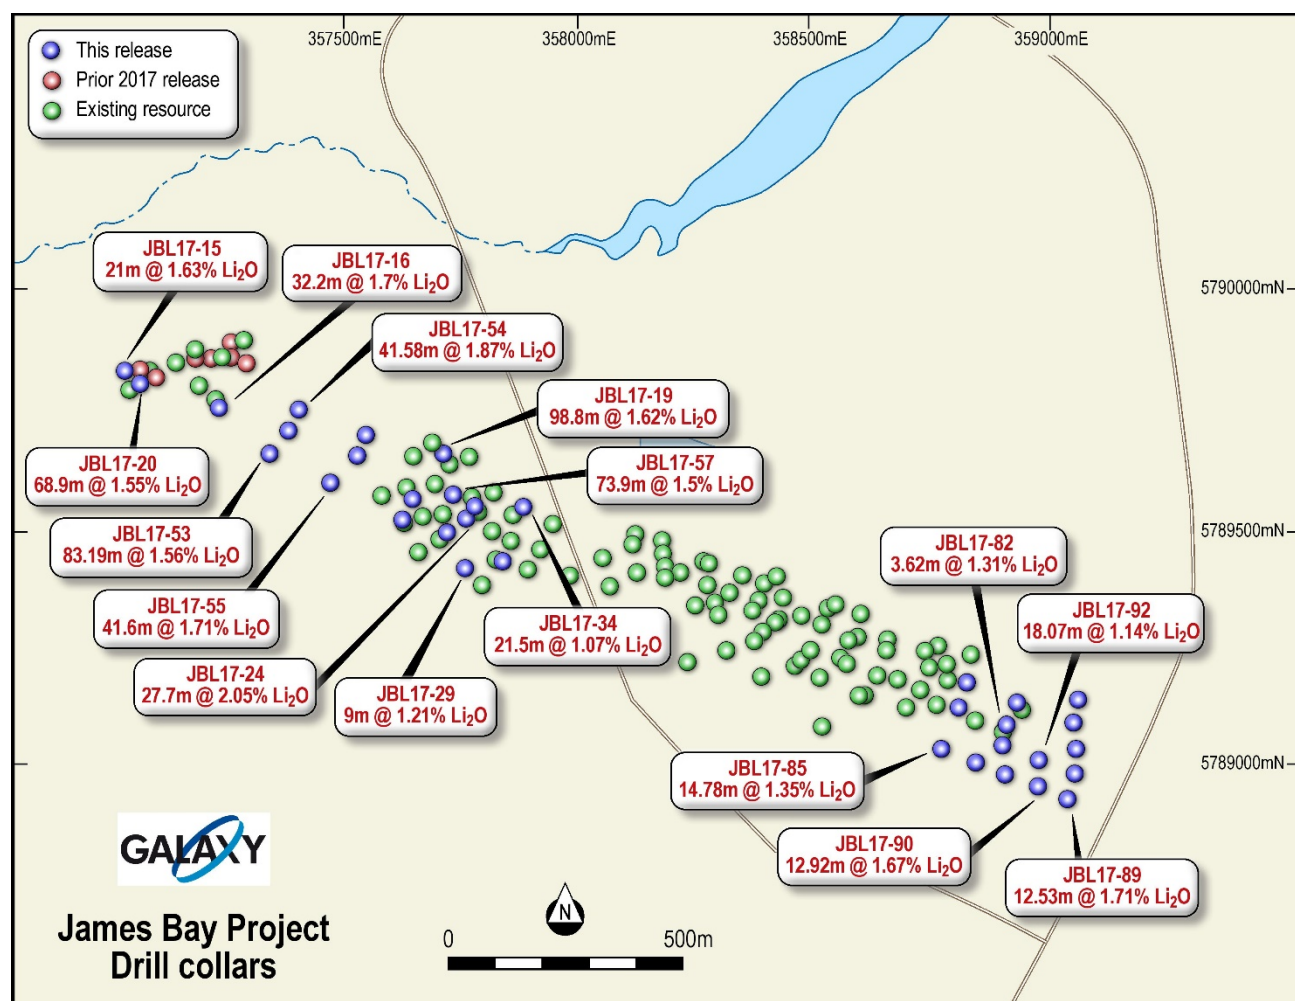 357500mE
358000mE
358500mE
359000mE
This release
Prior 2017 release
Existing resource
JBL17-15
21m @ 1.63% Li₂O
JBL17-16
32.2m @ 1.7% Li₂O
5790000mN
JBL17-54
41.58m @ 1.87% Li₂O
JBL17-19
98.8m @ 1.62% Li₂O
JBL17-20
68.9m @ 1.55% Li₂O
JBL17-57
73.9m @ 1.5% Li₂O
JBL17-53
83.19m @ 1.56% Li₂O
5789500mN
JBL17-82
3.62m @ 1.31% Li₂O
JBL17-55
41.6m @ 1.71% Li₂O
JBL17-34
21.5m @ 1.07% Li₂O
JBL17-92
18.07m @ 1.14% Li₂O
JBL17-24
27.7m @ 2.05% Li₂O
JBL17-29
9m @ 1.21% Li₂O
JBL17-85
14.78m @ 1.35% Li₂O
5789000mN
JBL17-90
12.92m @ 1.67% Li₂O
JBL17-89
12.53m @ 1.71% Li₂O
GALAXY
James Bay Project
Drill collars
N
0
500m